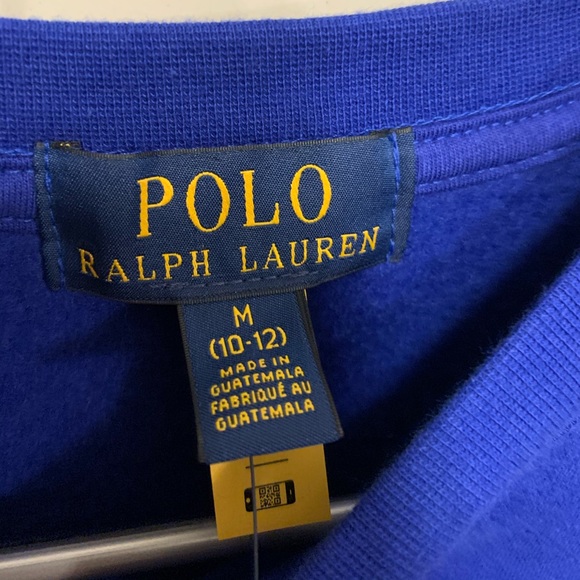 POLO
RALPH LAUREN
M
(10-12)
MADE IN
GUATEMALA
FABRIQUÉ AU
GUATEMALA